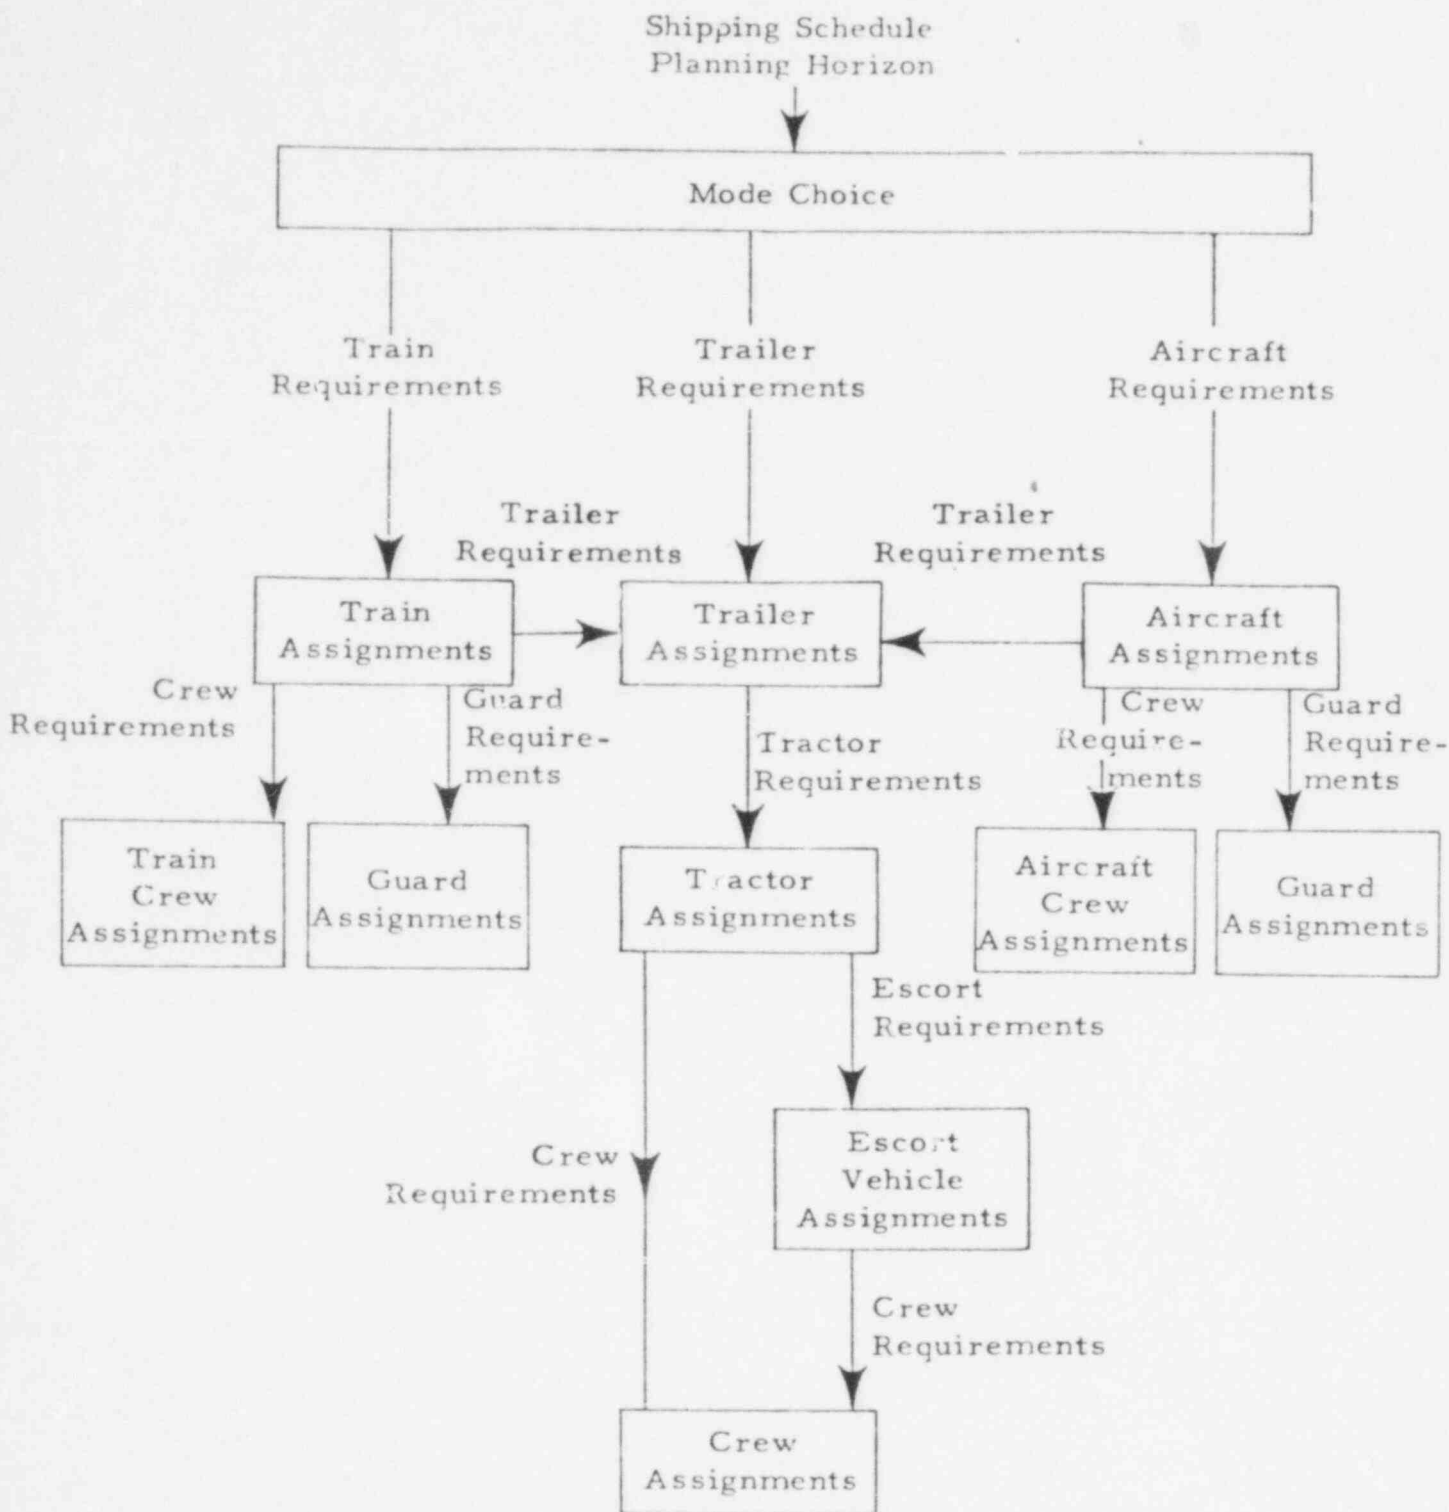 Shipping Schedule
Planning Horizon
Mode Choice
Train
Requirements
Trailer
Requirements
Aircraft
Requirements
Trailer
Requirements
Trailer
Requirements
Train
Assignments
Trailer
Assignments
Aircraft
Assignments
Crew
Requirements
Guard
Require-
ments
Tractor
Requirements
Crew
Require-
ments
Guard
Require-
ments
Train
Crew
Assignments
Guard
Assignments
Tractor
Assignments
Aircraft
Crew
Assignments
Guard
Assignments
Escort
Requirements
Crew
Requirements
Escort
Vehicle
Assignments
Crew
Requirements
Crew
Assignments